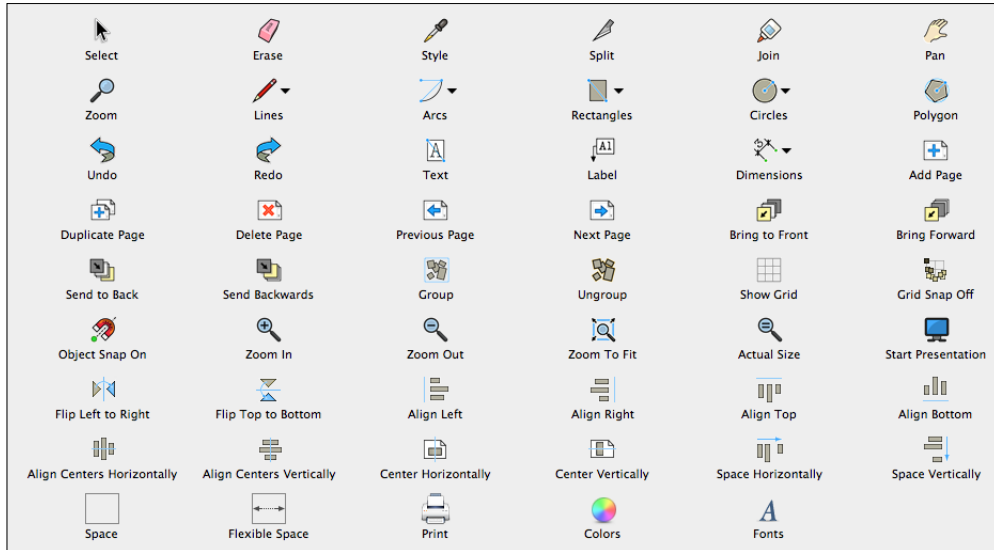 Select Erase Style Split Join Pan
Zoom Lines Arcs Rectangles Circles Polygon
A A1
Undo Redo Text Label Dimensions Add Page
Duplicate Page Delete Page Previous Page Next Page Bring to Front Bring Forward
Send to Back Send Backwards Group Ungroup Show Grid Grid Snap Off
Object Snap On Zoom In Zoom Out Zoom To Fit Actual Size Start Presentation
Flip Left to Right Flip Top to Bottom Align Left Align Right Align Top Align Bottom
Align Centers Horizontally Align Centers Vertically Center Horizontally Center Vertically Space Horizontally Space Vertically
A
Space Flexible Space Print Colors Fonts